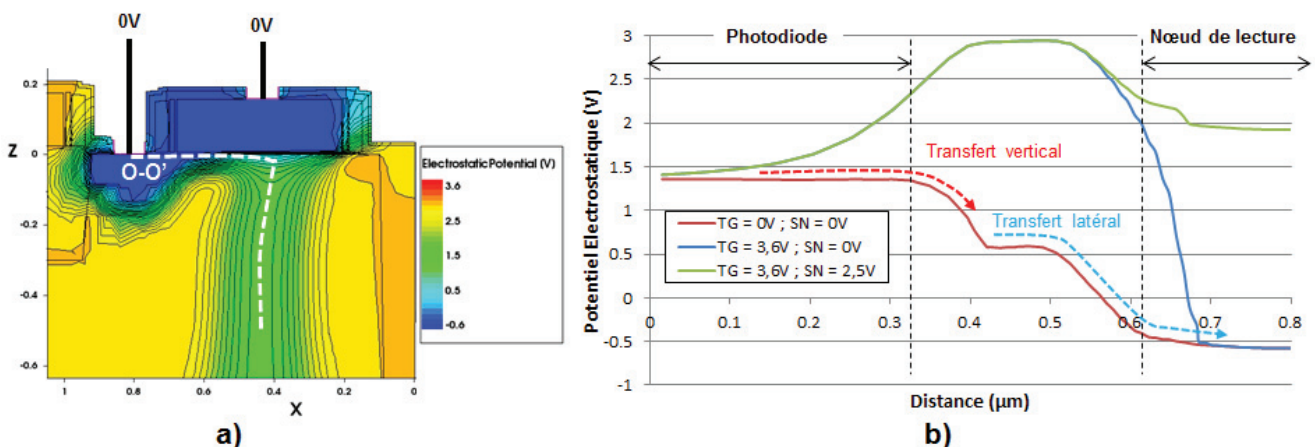 0V
0V
0.2
Z
0
-0.2
-0.4
-0.6
O-O'
1
0.8
0.6
0.4
0.2
0
X
ElectrostaticPotential (V)
3.6
2.5
1.5
0.5
-0.6
a)
Photodiode
Nœud de lecture
Potentiel Electrostatique (V)
3
2.5
2
1.5
1
0.5
0
-0.5
-1
Transfert vertical
Transfert latéral
TG = 0V ; SN = 0V
TG = 3,6V ; SN = 0V
TG = 3,6V ; SN = 2,5V
0
0.1
0.2
0.3
0.4
0.5
0.6
0.7
0.8
Distance (µm)
b)